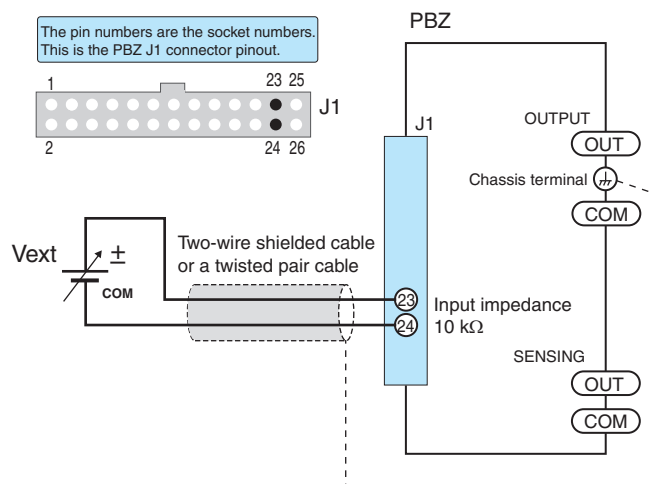 The pin numbers are the socket numbers.
This is the PBZ J1 connector pinout.
PBZ
1
23 25
J1
2
24 26
J1
OUTPUT
OUT
Chassis terminal
COM
Vext
±
COM
Two-wire shielded cable
or a twisted pair cable
23
24
Input impedance
10 kΩ
SENSING
OUT
COM